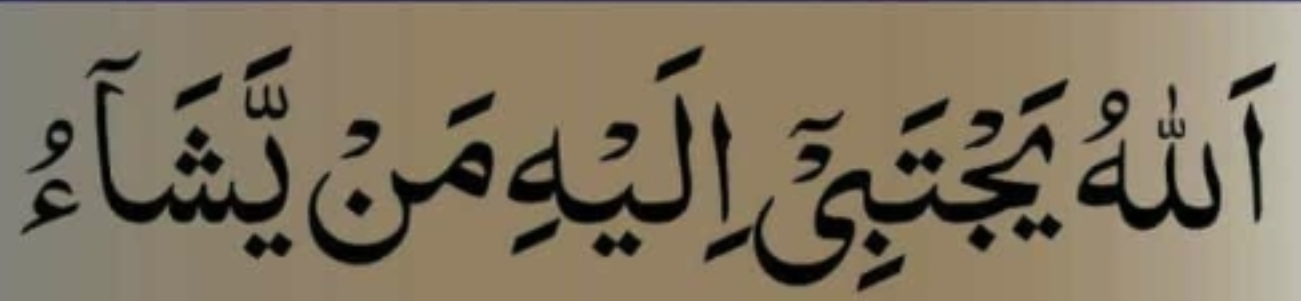 اَللّٰهُ يَجْتَبِىْٓ اِلَيْهِ مَنْ يَّشَآءُ